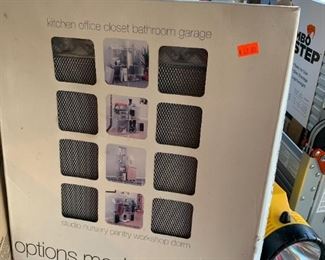 kitchen office closet bathroom garage
STEP
studio nursery pantry workshop dorm
options